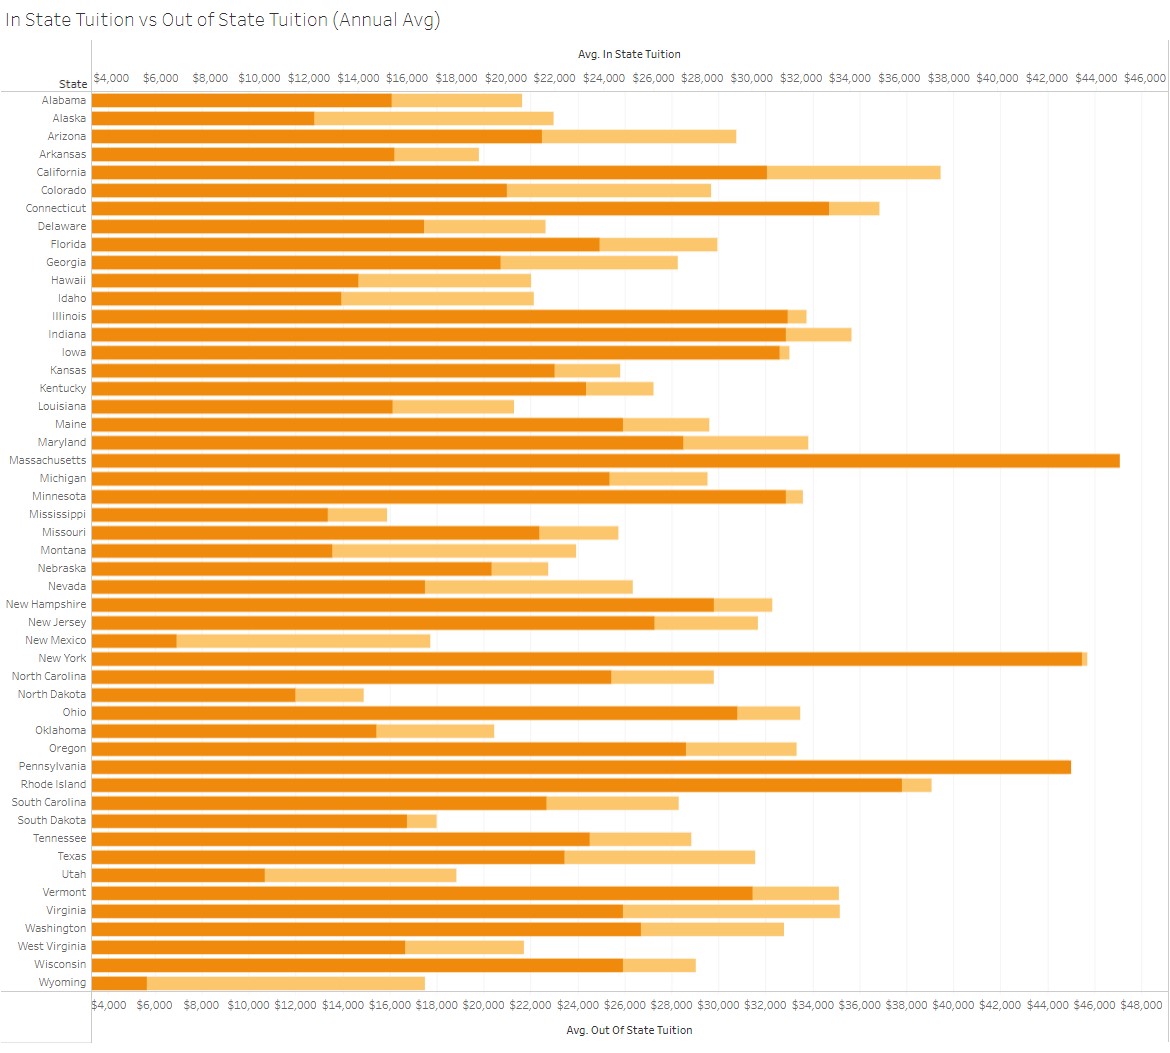 In State Tuition vs Out of State Tuition (Annual Avg)
Avg. In State Tuition
$4,000 $6,000 $8,000 $10,000 $12,000 $14,000 $16,000 $18,000 $20,000 $22,000 $24,000 $26,000 $28,000 $30,000 $32,000 $34,000 $36,000 $38,000 $40,000 $42,000 $44,000 $46,000
State
Alabama
Alaska
Arizona
Arkansas
California
Colorado
Connecticut
Delaware
Florida
Georgia
Hawaii
Idaho
Illinois
Indiana
Iowa
Kansas
Kentucky
Louisiana
Maine
Maryland
Massachusetts
Michigan
Minnesota
Mississippi
Missouri
Montana
Nebraska
Nevada
New Hampshire
New Jersey
New Mexico
New York
North Carolina
North Dakota
Ohio
Oklahoma
Oregon
Pennsylvania
Rhode Island
South Carolina
South Dakota
Tennessee
Texas
Utah
Vermont
Virginia
Washington
West Virginia
Wisconsin
Wyoming
$4,000 $6,000 $8,000 $10,000 $12,000 $14,000 $16,000 $18,000 $20,000 $22,000 $24,000 $26,000 $28,000 $30,000 $32,000 $34,000 $36,000 $38,000 $40,000 $42,000 $44,000 $46,000 $48,000
Avg. Out Of State Tuition